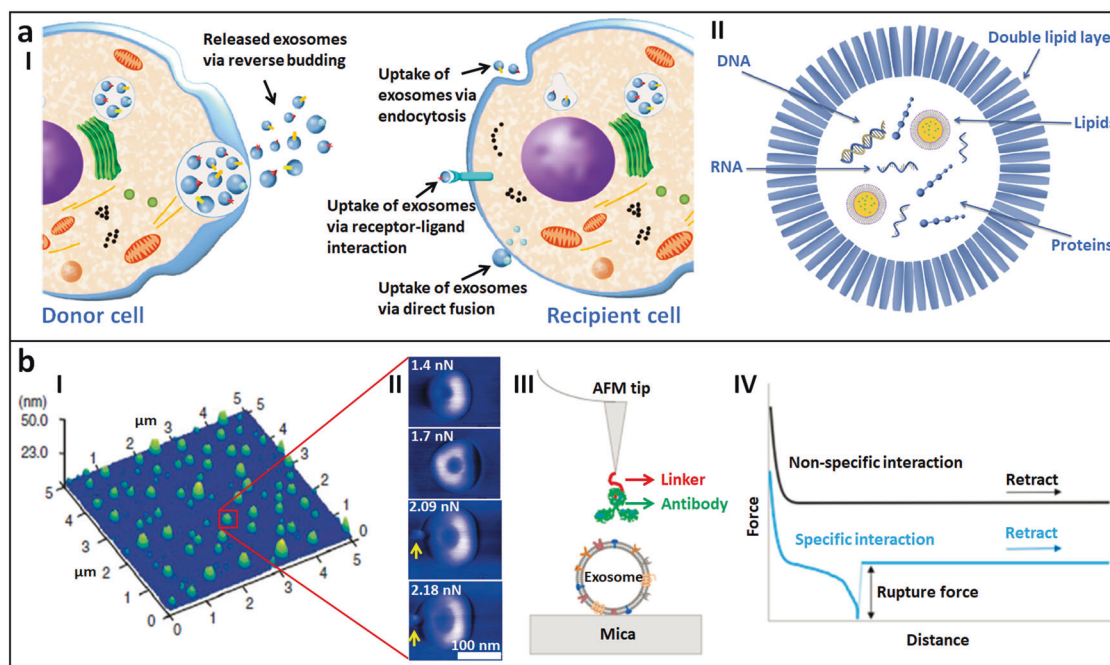 a
I
Released exosomes
via reverse budding
Donor cell
Uptake of
exosomes via
endocytosis
Uptake of exosomes
via receptor-ligand
interaction
Uptake of exosomes
via direct fusion
Recipient cell
II
DNA
Double lipid layer
Lipids
RNA
Proteins
b
I
(nm)
50.0
23.0
µm
1
2
3
4
5
5
4
3
2
1
0
5
4
µm
3
2
1
0
0
1
2
3
4
5
II
1.4 nN
1.7 nN
2.09 nN
2.18 nN
100 nm
III
AFM tip
Linker
Antibody
Exosome
Mica
IV
Force
Non-specific interaction
Retract
Specific interaction
Retract
Rupture force
Distance